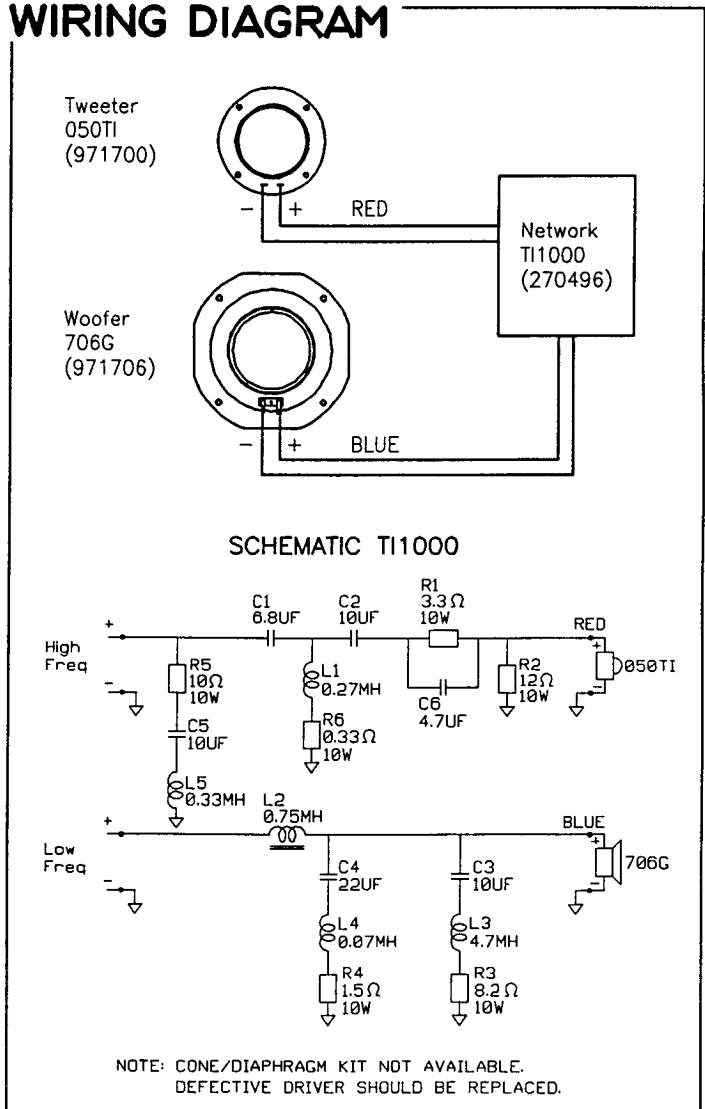 WIRING DIAGRAM
Tweeter
050TI
(971700)
− +
RED
Network
TI1000
(270496)
Woofer
706G
(971706)
− +
BLUE
SCHEMATIC TI1000
High
Freq
+
−
R5
10Ω
10W
C5
10UF
L5
0.33MH
C1
6.8UF
L1
0.27MH
R6
0.33Ω
10W
C2
10UF
R1
3.3Ω
10W
C6
4.7UF
R2
12Ω
10W
RED
+
−
050TI
Low
Freq
+
−
L2
0.75MH
C4
22UF
L4
0.07MH
R4
1.5Ω
10W
C3
10UF
L3
4.7MH
R3
8.2Ω
10W
BLUE
+
−
706G
NOTE: CONE/DIAPHRAGM KIT NOT AVAILABLE.
DEFECTIVE DRIVER SHOULD BE REPLACED.